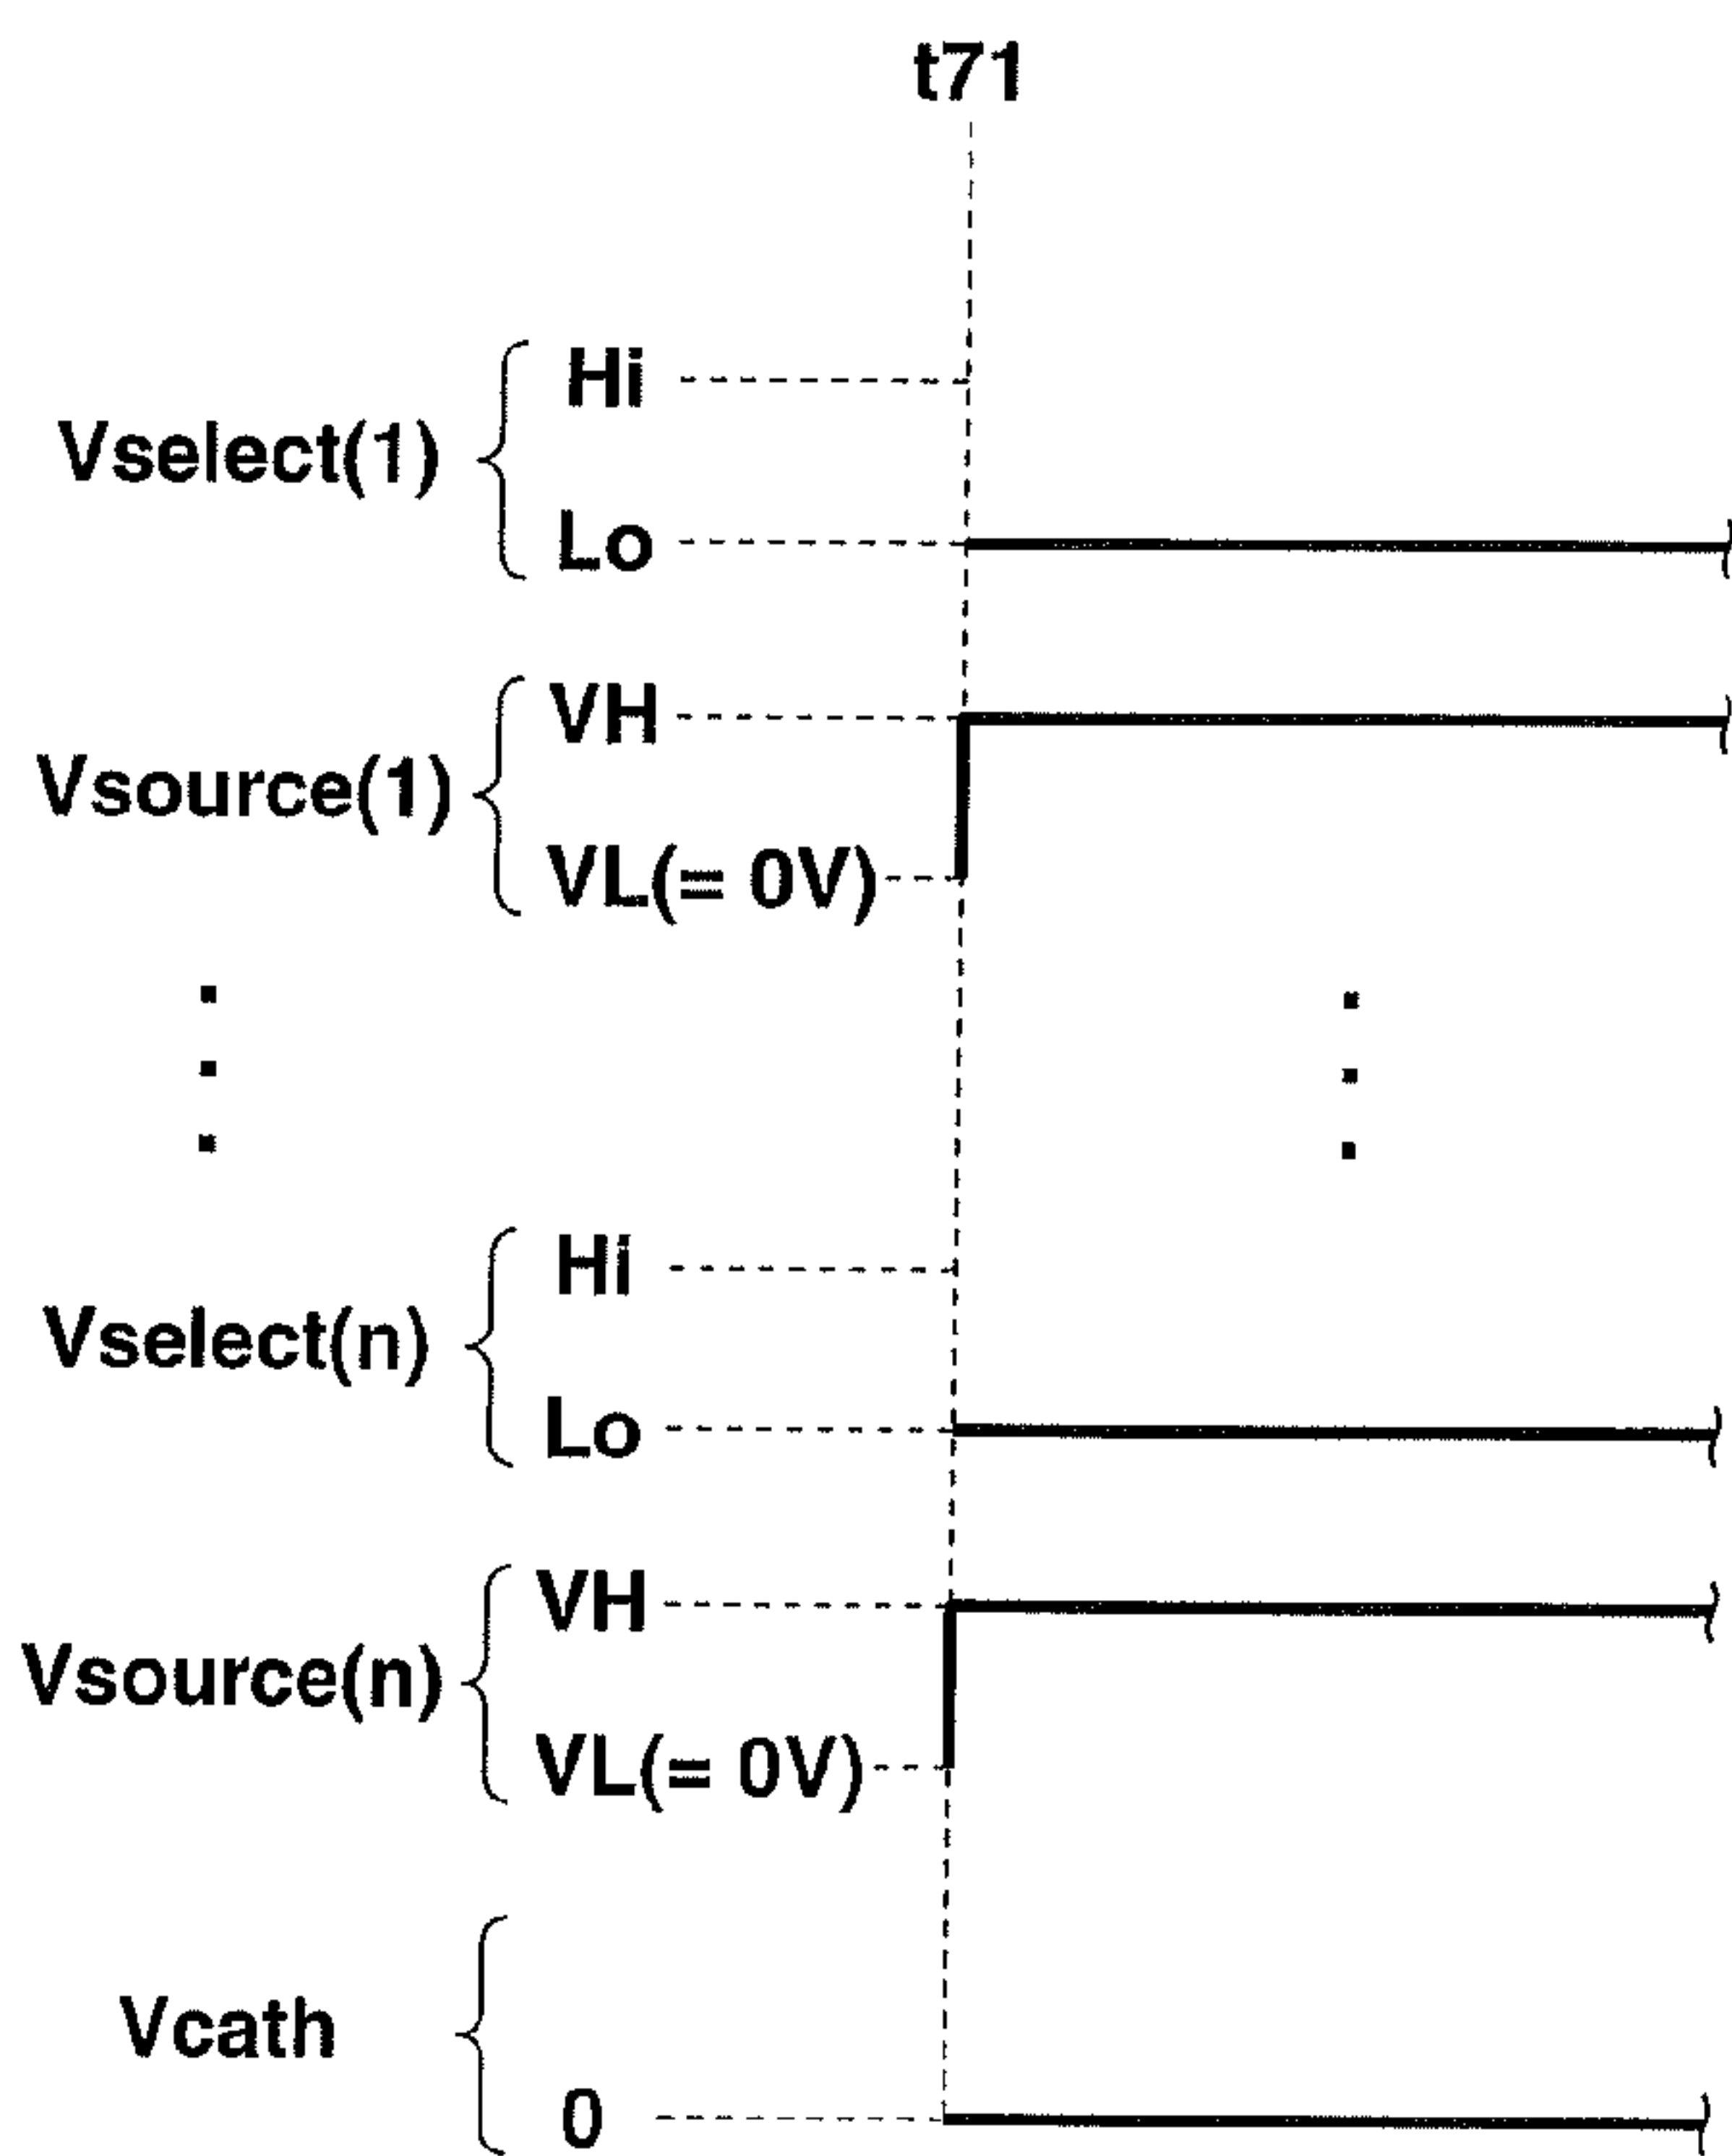 t71
Hi
Vselect(1)
Lo
VH
Vsource(1)
VL(= 0V)
Hi
Vselect(n)
Lo
VH
Vsource(n)
VL(= 0V)
Vcath
0